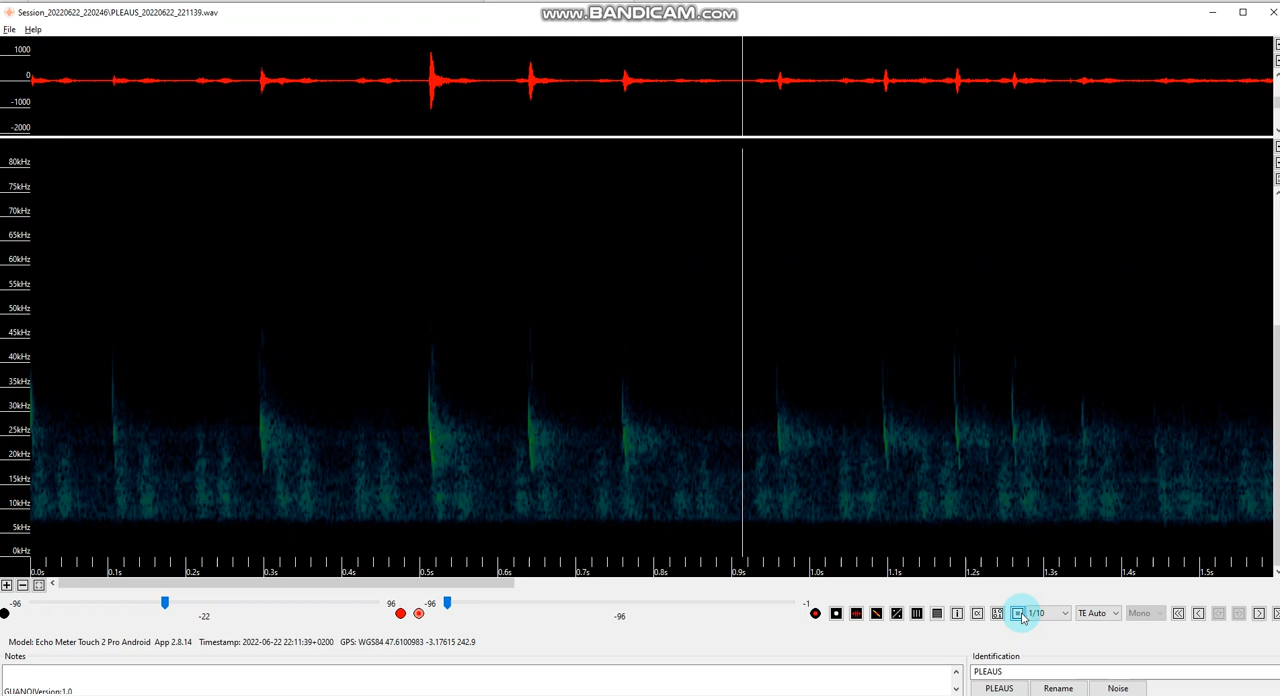 Session_20220622_220246\PLEAUS_20220622_221139.wav
www.BANDICAM.com
File Help
1000
0
-1000
-2000
80kHz
75kHz
70kHz
65kHz
60kHz
55kHz
50kHz
45kHz
40kHz
35kHz
30kHz
25kHz
20kHz
15kHz
10kHz
5kHz
0kHz
0.0s 0.1s 0.2s 0.3s 0.4s 0.5s 0.6s 0.7s 0.8s 0.9s 1.0s 1.1s 1.2s 1.3s 1.4s 1.5s
-96 96 -96 -1
-22 -96
1/10 TE Auto Mono
Model: Echo Meter Touch 2 Pro Android App 2.8.14 Timestamp: 2022-06-22 22:11:39+0200 GPS: WGS84 47.6100983 -3.17615 242.9
Notes Identification
PLEAUS
GUANO|Version:1.0
PLEAUS Rename Noise